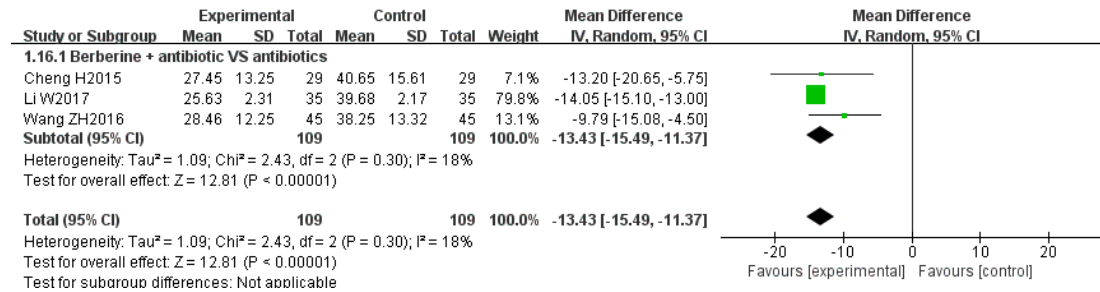 Experimental Control Mean Difference Mean Difference
Study or Subgroup Mean SD Total Mean SD Total Weight IV, Random, 95% CI IV, Random, 95% CI
1.16.1 Berberine + antibiotic VS antibiotics
Cheng H2015 27.45 13.25 29 40.65 15.61 29 7.1% -13.20 [-20.65, -5.75]
Li W2017 25.63 2.31 35 39.68 2.17 35 79.8% -14.05 [-15.10, -13.00]
Wang ZH2016 28.46 12.25 45 38.25 13.32 45 13.1% -9.79 [-15.08, -4.50]
Subtotal (95% CI) 109 109 100.0% -13.43 [-15.49, -11.37]
Heterogeneity: Tau² = 1.09; Chi² = 2.43, df = 2 (P = 0.30); I² = 18%
Test for overall effect: Z = 12.81 (P < 0.00001)
Total (95% CI) 109 109 100.0% -13.43 [-15.49, -11.37]
Heterogeneity: Tau² = 1.09; Chi² = 2.43, df = 2 (P = 0.30); I² = 18%
Test for overall effect: Z = 12.81 (P < 0.00001)
Test for subgroup differences: Not applicable
-20 -10 0 10 20
Favours [experimental] Favours [control]